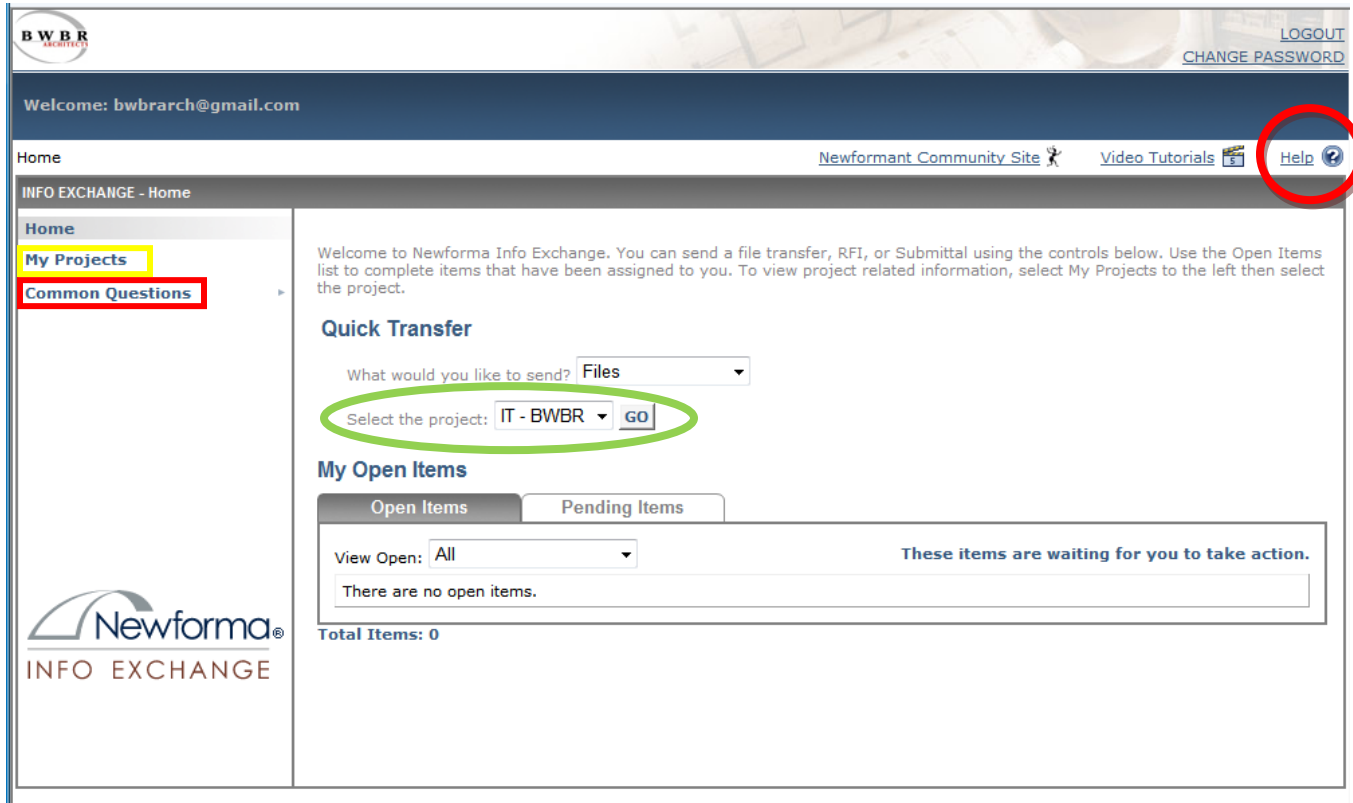 BWBR
ARCHITECTS
LOGOUT
CHANGE PASSWORD
Welcome: bwbrarch@gmail.com
Home
Newformant Community Site
Video Tutorials
Help ?
INFO EXCHANGE - Home
Home
My Projects
Common Questions
Welcome to Newforma Info Exchange. You can send a file transfer, RFI, or Submittal using the controls below. Use the Open Items
list to complete items that have been assigned to you. To view project related information, select My Projects to the left then select
the project.
Quick Transfer
What would you like to send? Files
Select the project: IT - BWBR GO
My Open Items
Open Items
Pending Items
View Open: All
These items are waiting for you to take action.
There are no open items.
Total Items: 0
Newforma®
INFO EXCHANGE